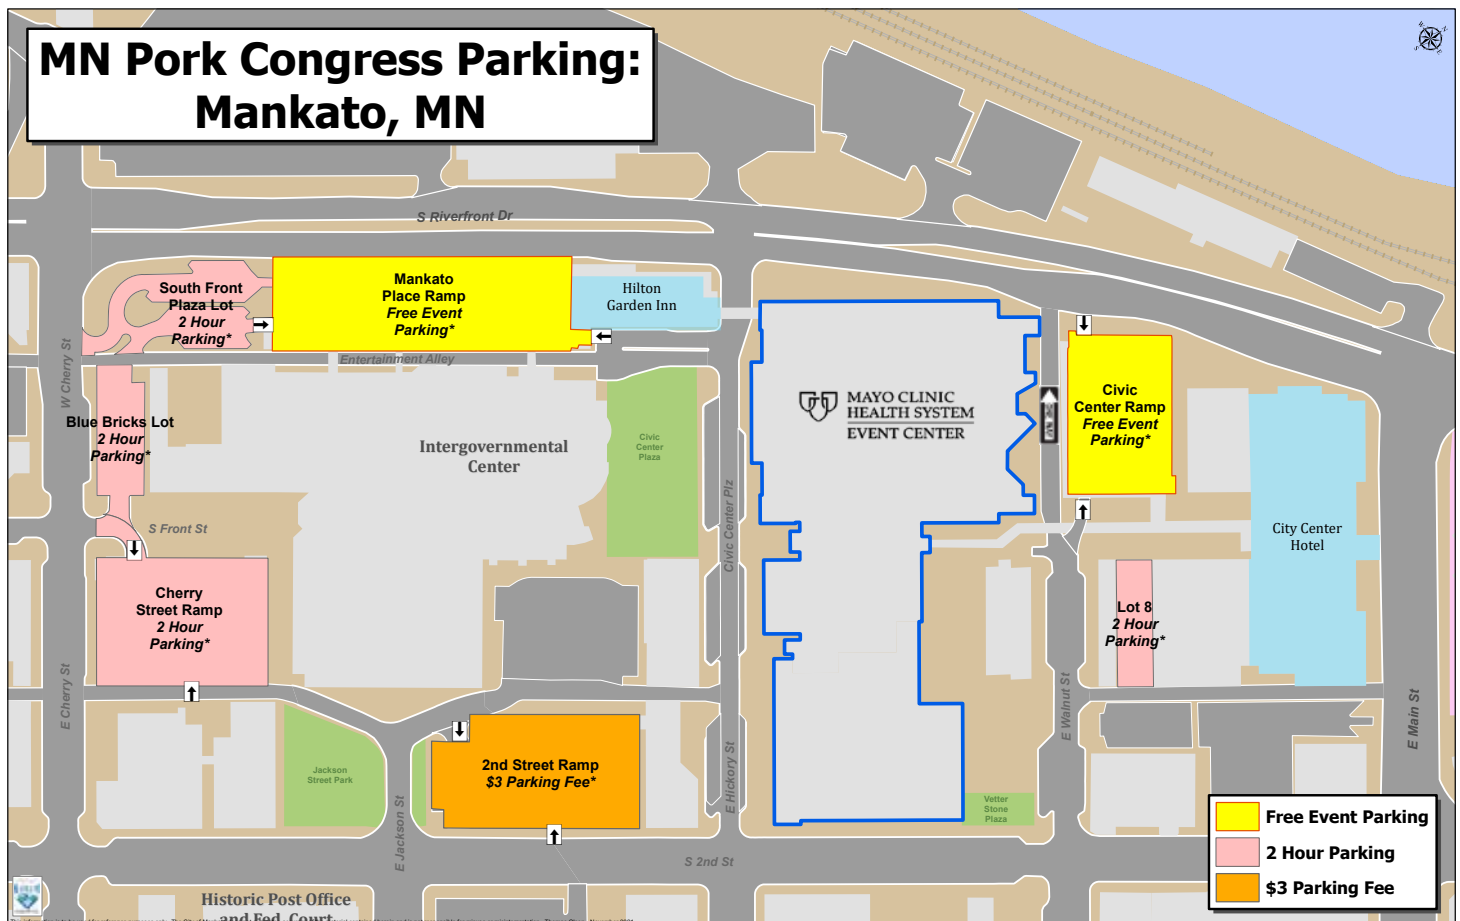 MN Pork Congress Parking:
Mankato, MN
S Riverfront Dr
South Front
Plaza Lot
2 Hour
Parking*
Mankato
Place Ramp
Free Event
Parking*
Hilton
Garden Inn
Entertainment Alley
W Cherry St
Blue Bricks Lot
2 Hour
Parking*
Intergovernmental
Center
Civic
Center
Plaza
MAYO CLINIC
HEALTH SYSTEM
EVENT CENTER
Civic
Center Ramp
Free Event
Parking*
S Front St
Civic Center Plz
City Center
Hotel
Cherry
Street Ramp
2 Hour
Parking*
Lot 8
2 Hour
Parking*
E Cherry St
E Walnut St
E Main St
Jackson
Street Park
2nd Street Ramp
$3 Parking Fee*
E Hickory St
E Jackson St
Vetter
Stone
Plaza
S 2nd St
Historic Post Office
and Fed. Court
Free Event Parking
2 Hour Parking
$3 Parking Fee